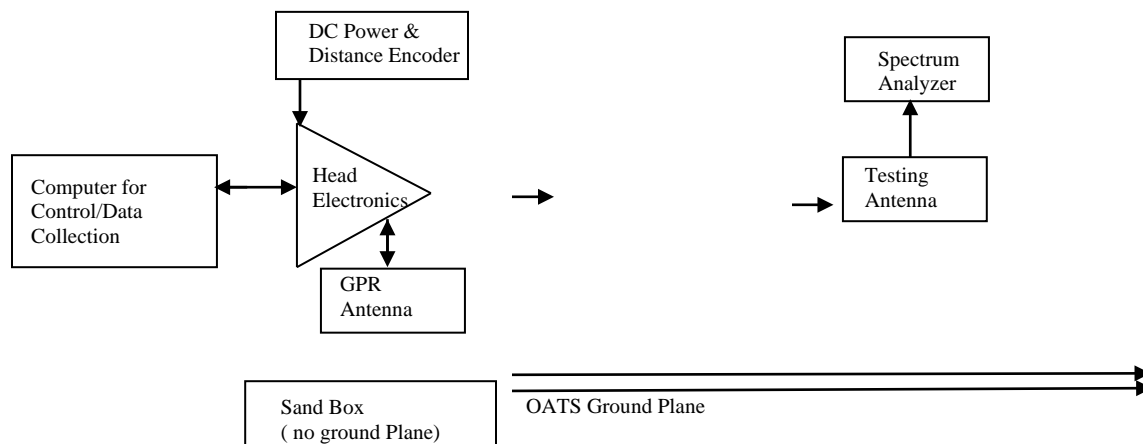 DC Power &
Distance Encoder
Spectrum
Analyzer
Computer for
Control/Data
Collection
Head
Electronics
Testing
Antenna
GPR
Antenna
Sand Box
( no ground Plane)
OATS Ground Plane